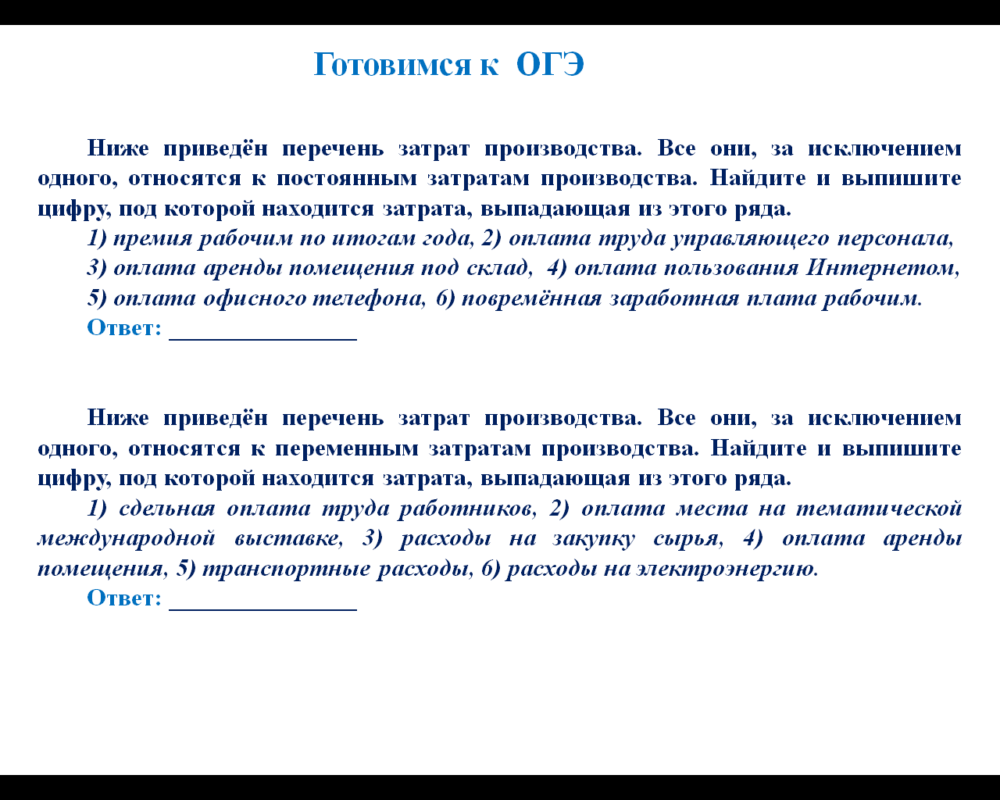 Готовимся к ОГЭ
Ниже приведён перечень затрат производства. Все они, за исключением
одного, относятся к постоянным затратам производства. Найдите и выпишите
цифру, под которой находится затрата, выпадающая из этого ряда.
1) премия рабочим по итогам года, 2) оплата труда управляющего персонала,
3) оплата аренды помещения под склад, 4) оплата пользования Интернетом,
5) оплата офисного телефона, 6) повремённая заработная плата рабочим.
Ответ: _______________
Ниже приведён перечень затрат производства. Все они, за исключением
одного, относятся к переменным затратам производства. Найдите и выпишите
цифру, под которой находится затрата, выпадающая из этого ряда.
1) сдельная оплата труда работников, 2) оплата места на тематической
международной выставке, 3) расходы на закупку сырья, 4) оплата аренды
помещения, 5) транспортные расходы, 6) расходы на электроэнергию.
Ответ: _______________